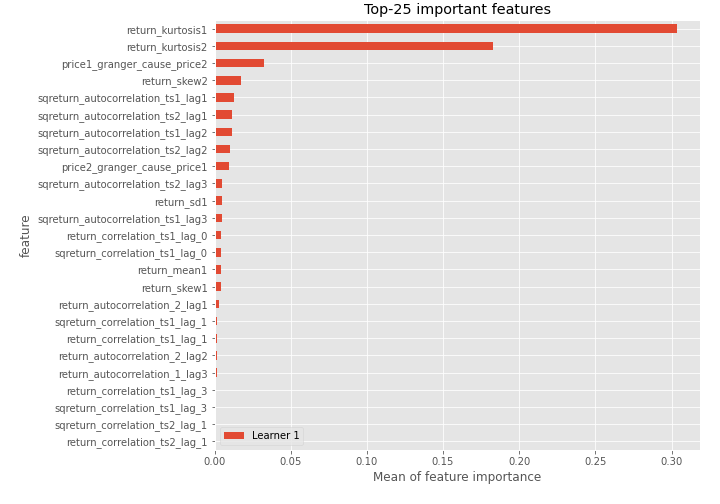 Top-25 important features
return_kurtosis1
return_kurtosis2
price1_granger_cause_price2
return_skew2
sqreturn_autocorrelation_ts1_lag1
sqreturn_autocorrelation_ts2_lag1
sqreturn_autocorrelation_ts1_lag2
sqreturn_autocorrelation_ts2_lag2
price2_granger_cause_price1
sqreturn_autocorrelation_ts2_lag3
return_sd1
sqreturn_autocorrelation_ts1_lag3
return_correlation_ts1_lag_0
sqreturn_correlation_ts1_lag_0
return_mean1
return_skew1
return_autocorrelation_2_lag1
sqreturn_correlation_ts1_lag_1
return_correlation_ts1_lag_1
return_autocorrelation_2_lag2
return_autocorrelation_1_lag3
return_correlation_ts1_lag_3
sqreturn_correlation_ts1_lag_3
sqreturn_correlation_ts2_lag_1
return_correlation_ts2_lag_1
feature
Learner 1
0.00 0.05 0.10 0.15 0.20 0.25 0.30
Mean of feature importance